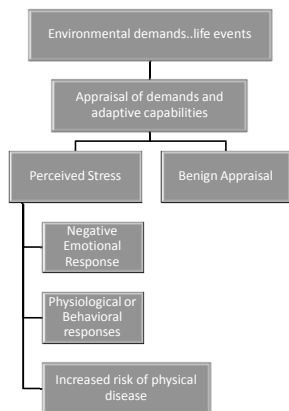 Environmental demands..life events
Appraisal of demands and
adaptive capabilities
Perceived Stress
Benign Appraisal
Negative
Emotional
Response
Physiological or
Behavioral
responses
Increased risk of physical
disease